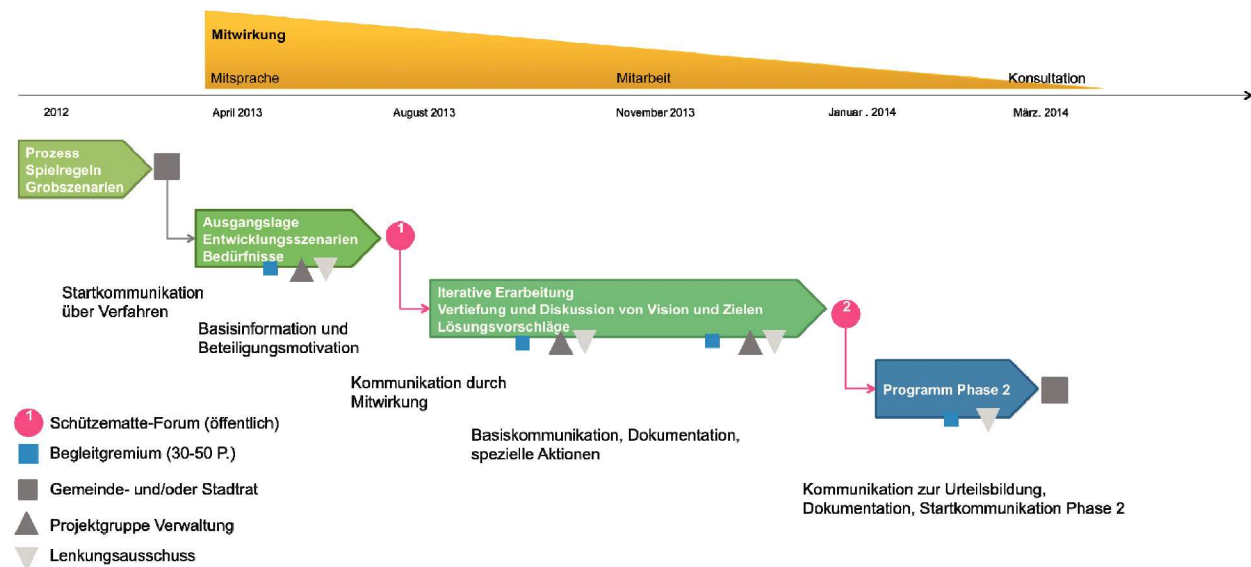 Mitwirkung
Mitsprache
Mitarbeit
Konsultation
2012
April 2013
August 2013
November 2013
Januar . 2014
März. 2014
Prozess
Spielregeln
Grobszenarien
Ausgangslage
Entwicklungsszenarien
Bedürfnisse
1
Startkommunikation
über Verfahren
Basisinformation und
Beteiligungsmotivation
Iterative Erarbeitung
Vertiefung und Diskussion von Vision und Zielen
Lösungsvorschläge
2
Kommunikation durch
Mitwirkung
Basiskommunikation, Dokumentation,
spezielle Aktionen
Programm Phase 2
Kommunikation zur Urteilsbildung,
Dokumentation, Startkommunikation Phase 2
1 Schützematte-Forum (öffentlich)
Begleitgremium (30-50 P.)
Gemeinde- und/oder Stadtrat
Projektgruppe Verwaltung
Lenkungsausschuss